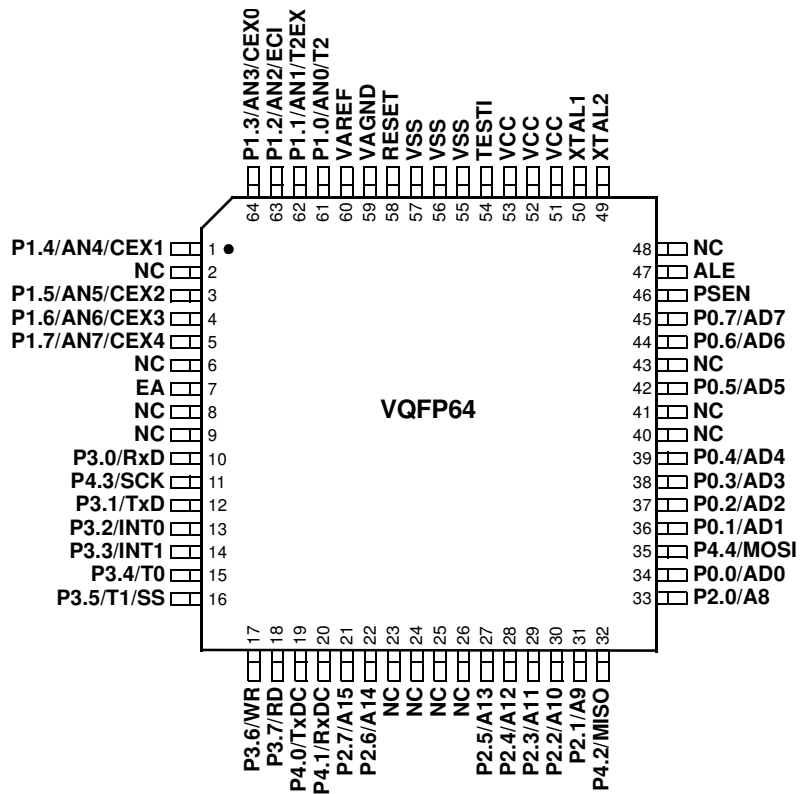 P1.3/AN3/CEX0
P1.2/AN2/ECI
P1.1/AN1/T2EX
P1.0/AN0/T2
VAREF
VAGND
RESET
VSS
VSS
VSS
TESTI
VCC
VCC
VCC
XTAL1
XTAL2
64
63
62
61
60
59
58
57
56
55
54
53
52
51
50
49
P1.4/AN4/CEX1 1
NC 2
P1.5/AN5/CEX2 3
P1.6/AN6/CEX3 4
P1.7/AN7/CEX4 5
NC 6
EA 7
NC 8
NC 9
P3.0/RxD 10
P4.3/SCK 11
P3.1/TxD 12
P3.2/INT0 13
P3.3/INT1 14
P3.4/T0 15
P3.5/T1/SS 16
VQFP64
48 NC
47 ALE
46 PSEN
45 P0.7/AD7
44 P0.6/AD6
43 NC
42 P0.5/AD5
41 NC
40 NC
39 P0.4/AD4
38 P0.3/AD3
37 P0.2/AD2
36 P0.1/AD1
35 P4.4/MOSI
34 P0.0/AD0
33 P2.0/A8
17
18
19
20
21
22
23
24
25
26
27
28
29
30
31
32
P3.6/WR
P3.7/RD
P4.0/TxDC
P4.1/RxDC
P2.7/A15
P2.6/A14
NC
NC
NC
NC
P2.5/A13
P2.4/A12
P2.3/A11
P2.2/A10
P2.1/A9
P4.2/MISO